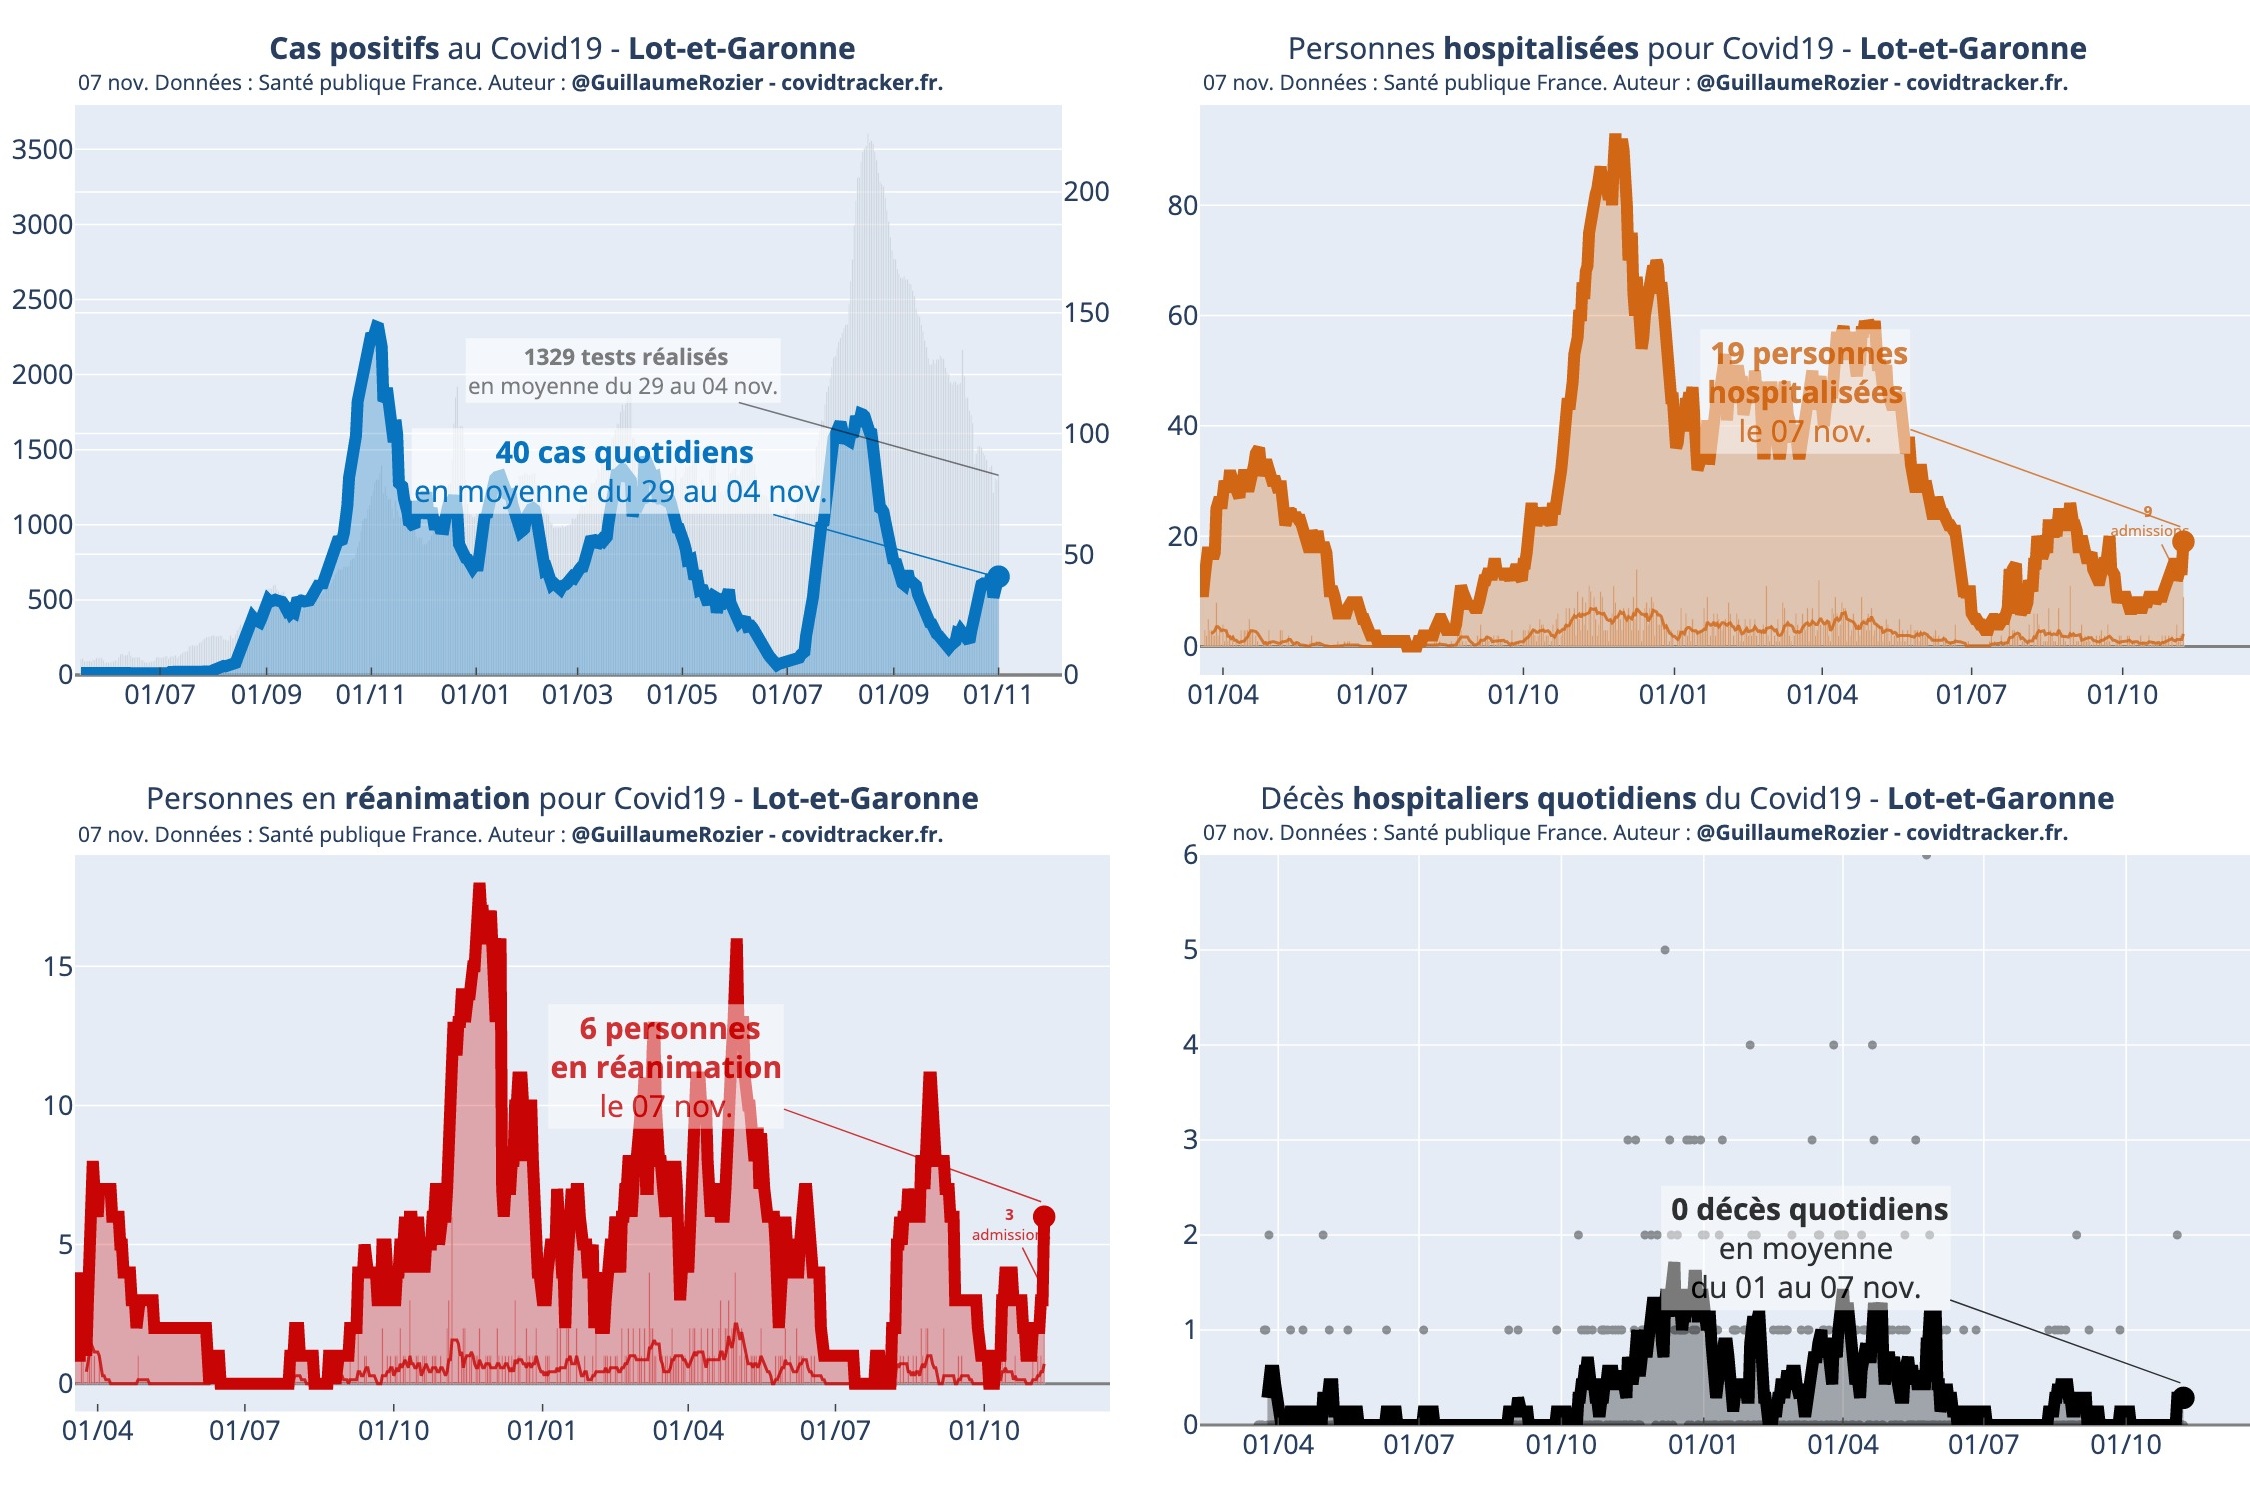 Cas positifs au Covid19 - Lot-et-Garonne
07 nov. Données : Santé publique France. Auteur : @GuillaumeRozier - covidtracker.fr.
3500
3000
2500
2000
1500
1000
500
0
200
150
100
50
0
1329 tests réalisés
en moyenne du 29 au 04 nov.
40 cas quotidiens
en moyenne du 29 au 04 nov.
01/07 01/09 01/11 01/01 01/03 01/05 01/07 01/09 01/11
Personnes hospitalisées pour Covid19 - Lot-et-Garonne
07 nov. Données : Santé publique France. Auteur : @GuillaumeRozier - covidtracker.fr.
80
60
40
20
0
19 personnes
hospitalisées
le 07 nov.
9
admissions
01/04 01/07 01/10 01/01 01/04 01/07 01/10
Personnes en réanimation pour Covid19 - Lot-et-Garonne
07 nov. Données : Santé publique France. Auteur : @GuillaumeRozier - covidtracker.fr.
15
10
5
0
6 personnes
en réanimation
le 07 nov.
3
admission
01/04 01/07 01/10 01/01 01/04 01/07 01/10
Décès hospitaliers quotidiens du Covid19 - Lot-et-Garonne
07 nov. Données : Santé publique France. Auteur : @GuillaumeRozier - covidtracker.fr.
6
5
4
3
2
1
0
0 décès quotidiens
en moyenne
du 01 au 07 nov.
01/04 01/07 01/10 01/01 01/04 01/07 01/10